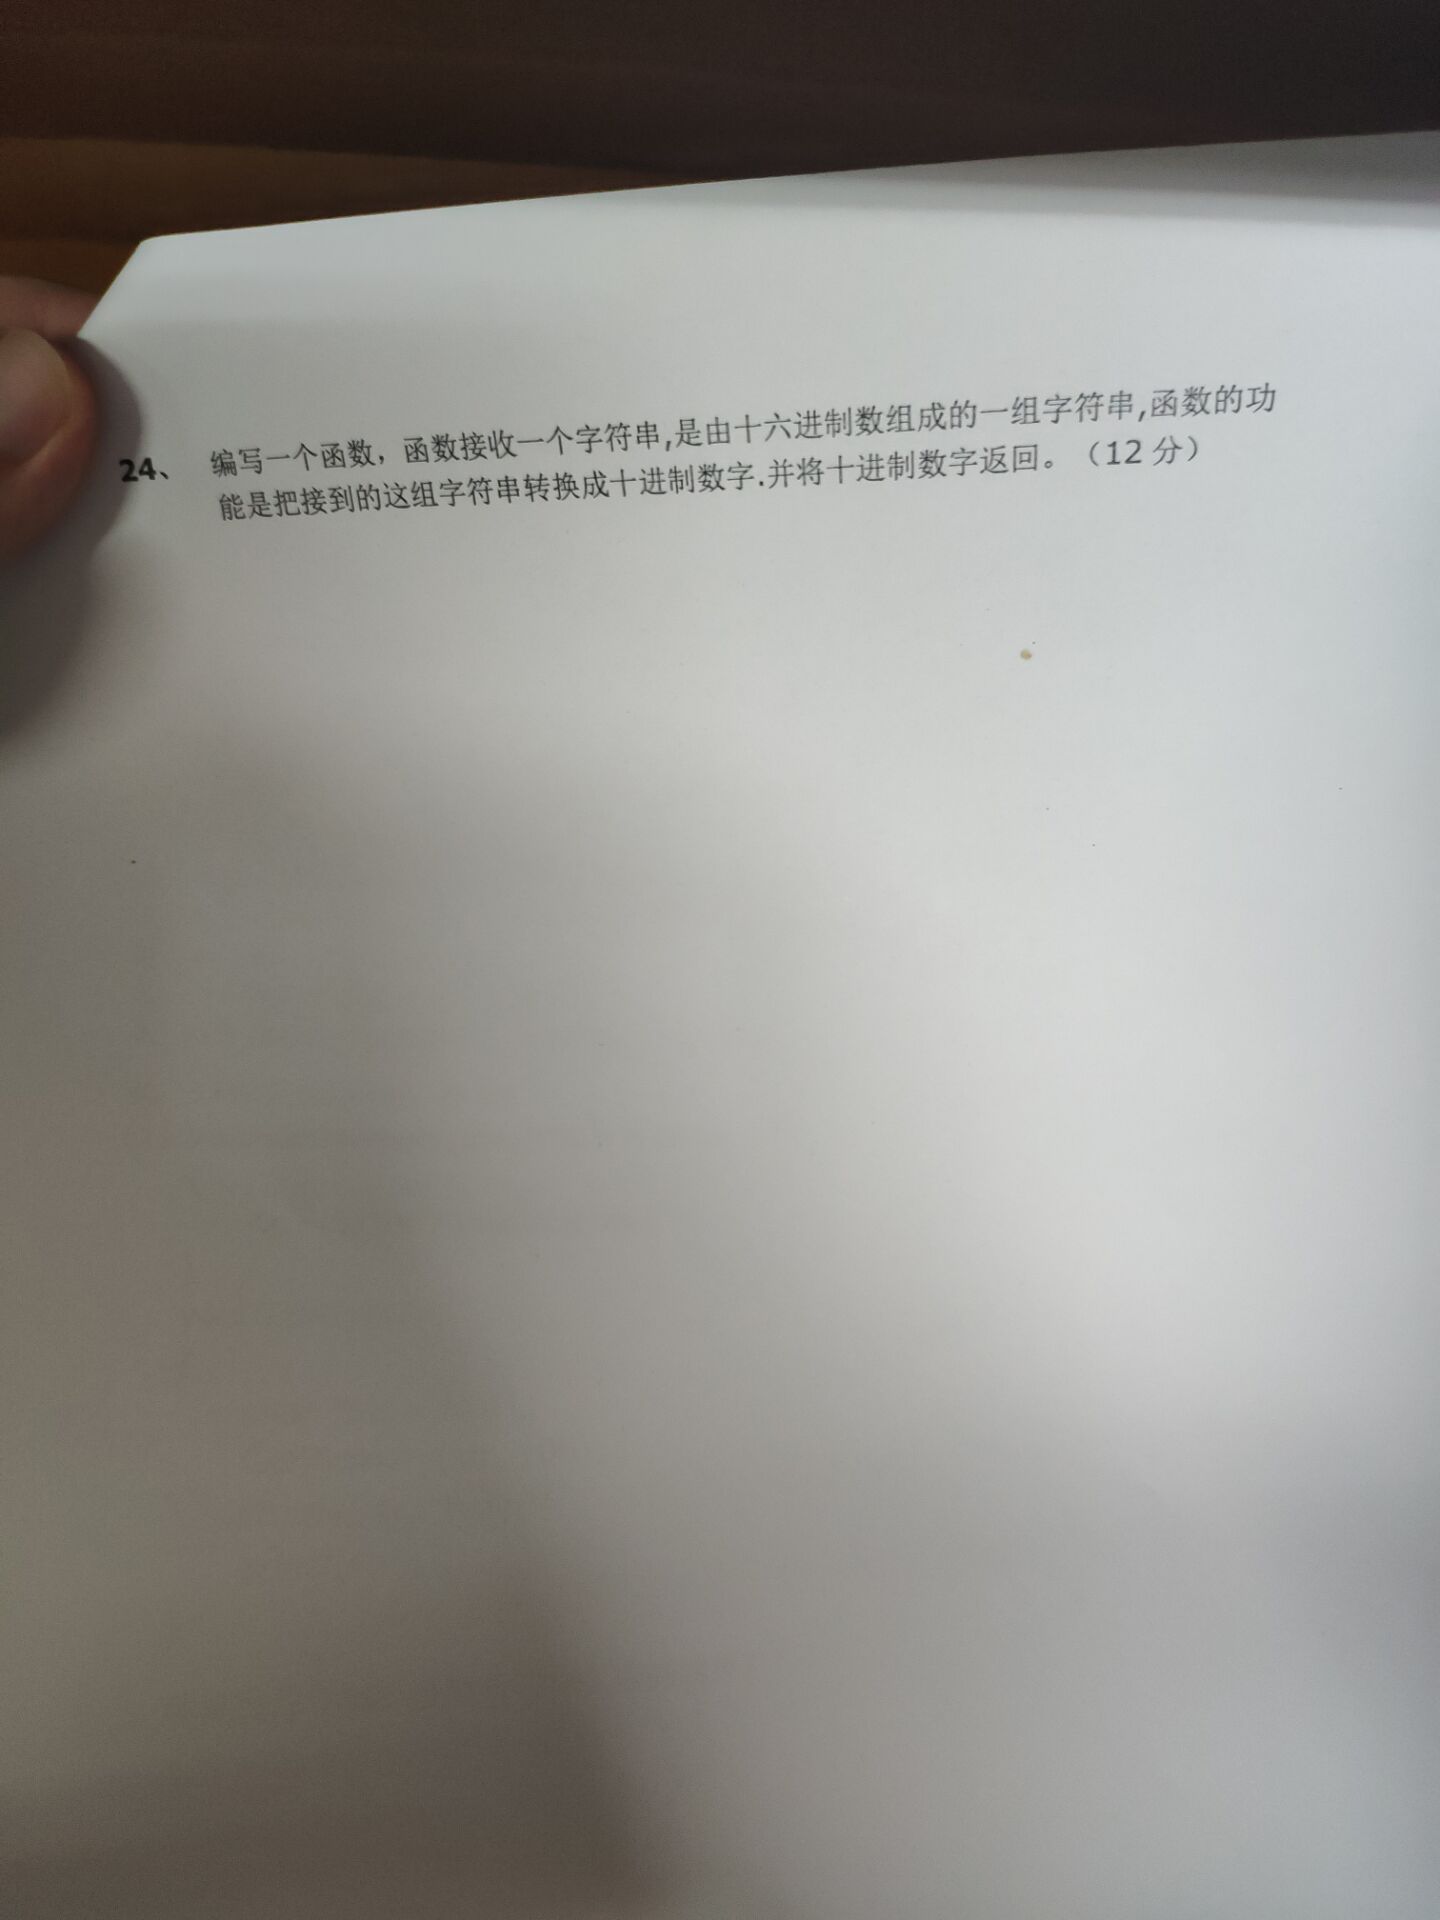 24、 编写一个函数，函数接收一个字符串,是由十六进制数组成的一组字符串,函数的功
能是把接到的这组字符串转换成十进制数字.并将十进制数字返回。（12 分）